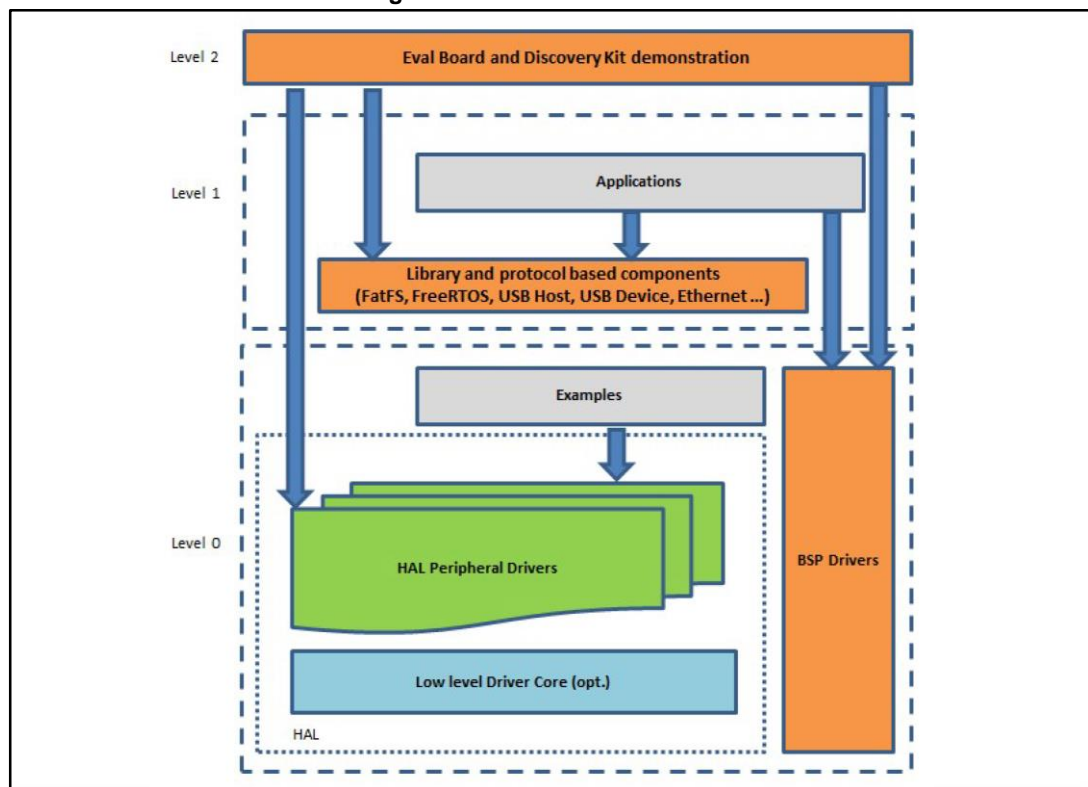 Level 2
Eval Board and Discovery Kit demonstration
Level 1
Applications
Library and protocol based components
(FatFS, FreeRTOS, USB Host, USB Device, Ethernet ...)
Examples
Level 0
HAL Peripheral Drivers
BSP Drivers
Low level Driver Core (opt.)
HAL